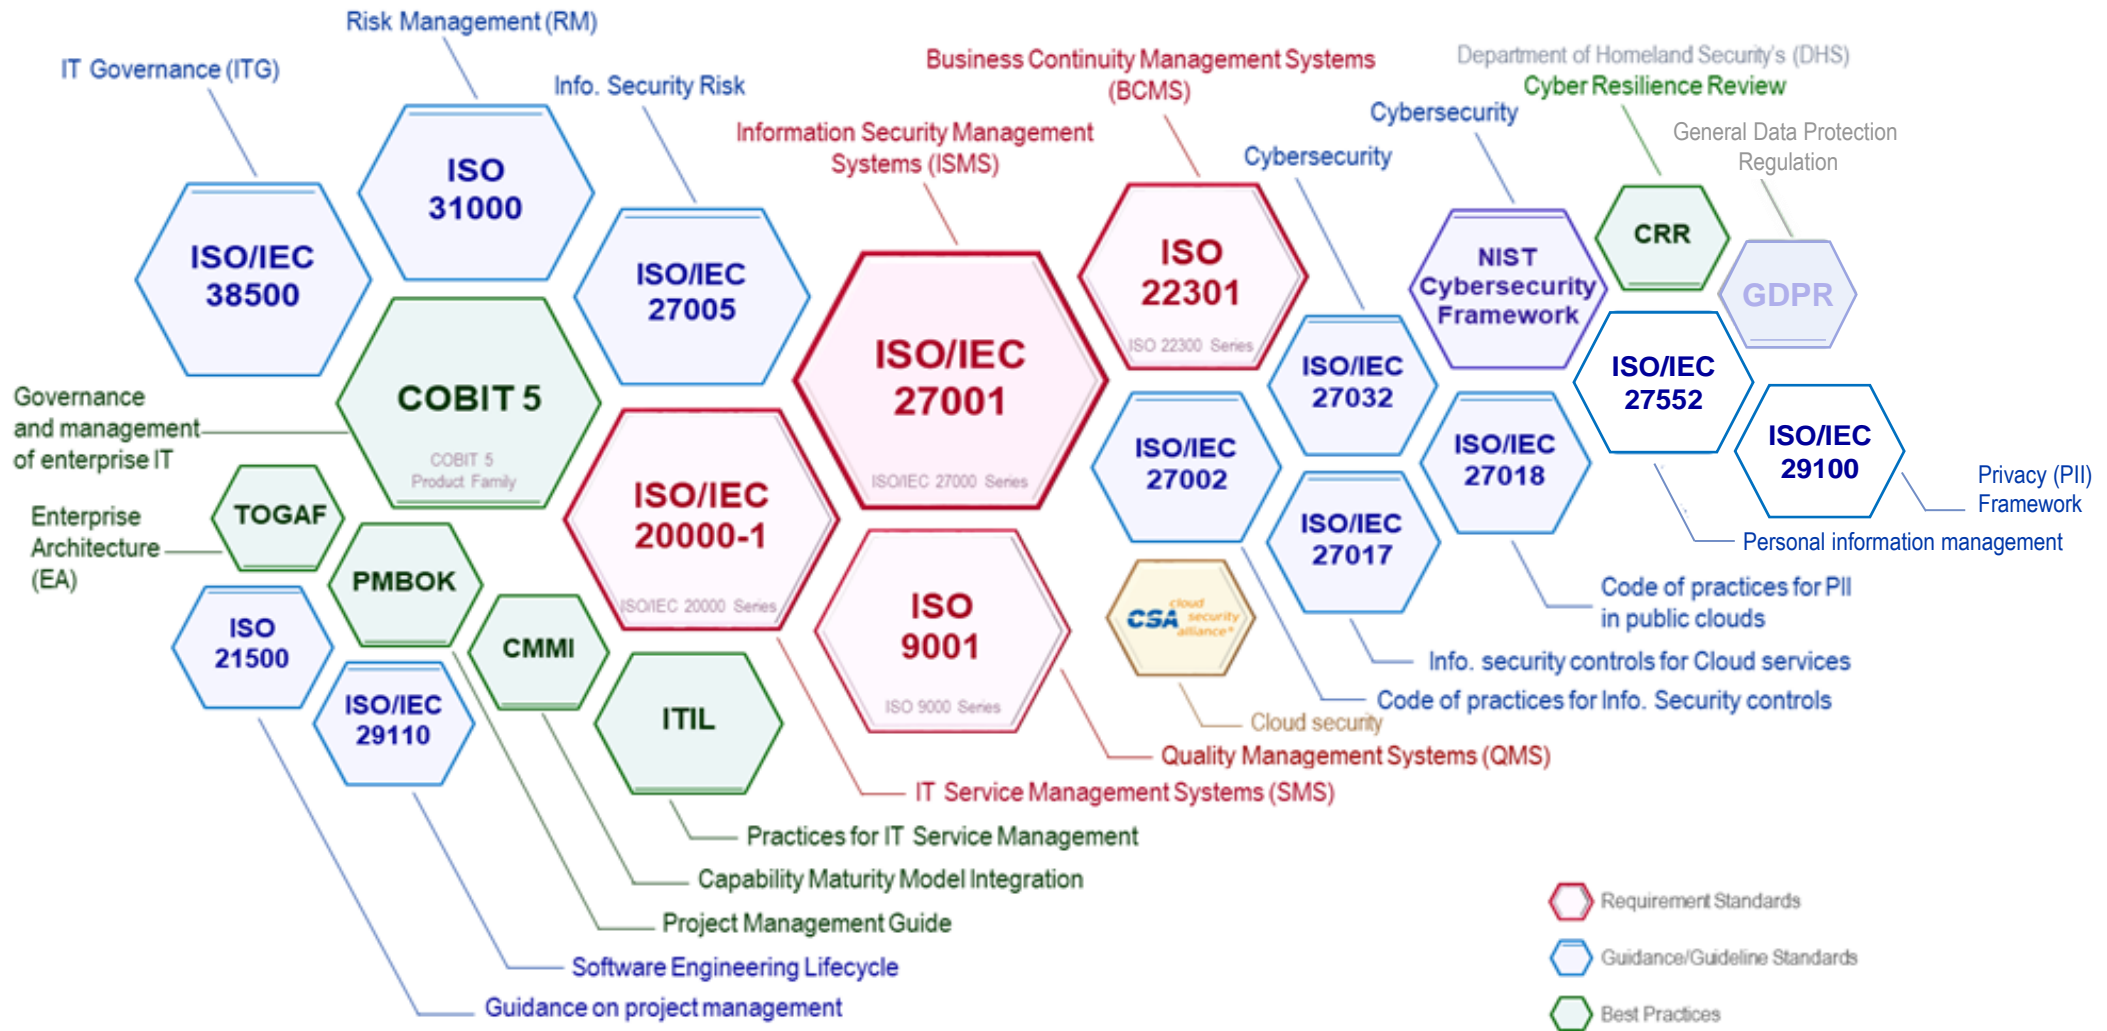 Risk Management (RM)
IT Governance (ITG)
Info. Security Risk
Information Security Management
Systems (ISMS)
Business Continuity Management Systems
(BCMS)
Cybersecurity
Cybersecurity
Department of Homeland Security's (DHS)
Cyber Resilience Review
General Data Protection
Regulation
ISO/IEC
38500
ISO
31000
ISO/IEC
27005
ISO/IEC
27001
ISO/IEC 27000 Series
ISO
22301
ISO 22300 Series
ISO/IEC
27032
NIST
Cybersecurity
Framework
CRR
GDPR
ISO/IEC
27552
ISO/IEC
29100
Privacy (PII)
Framework
Personal information management
ISO/IEC
27018
Code of practices for PII
in public clouds
ISO/IEC
27017
Info. security controls for Cloud services
ISO/IEC
27002
Code of practices for Info. Security controls
CSA cloud
security
alliance®
Cloud security
COBIT 5
COBIT 5
Product Family
Governance
and management
of enterprise IT
TOGAF
Enterprise
Architecture
(EA)
ISO/IEC
20000-1
ISO/IEC 20000 Series
ISO
9001
ISO 9000 Series
PMBOK
CMMI
ITIL
ISO
21500
ISO/IEC
29110
Quality Management Systems (QMS)
IT Service Management Systems (SMS)
Practices for IT Service Management
Capability Maturity Model Integration
Project Management Guide
Software Engineering Lifecycle
Guidance on project management
Requirement Standards
Guidance/Guideline Standards
Best Practices